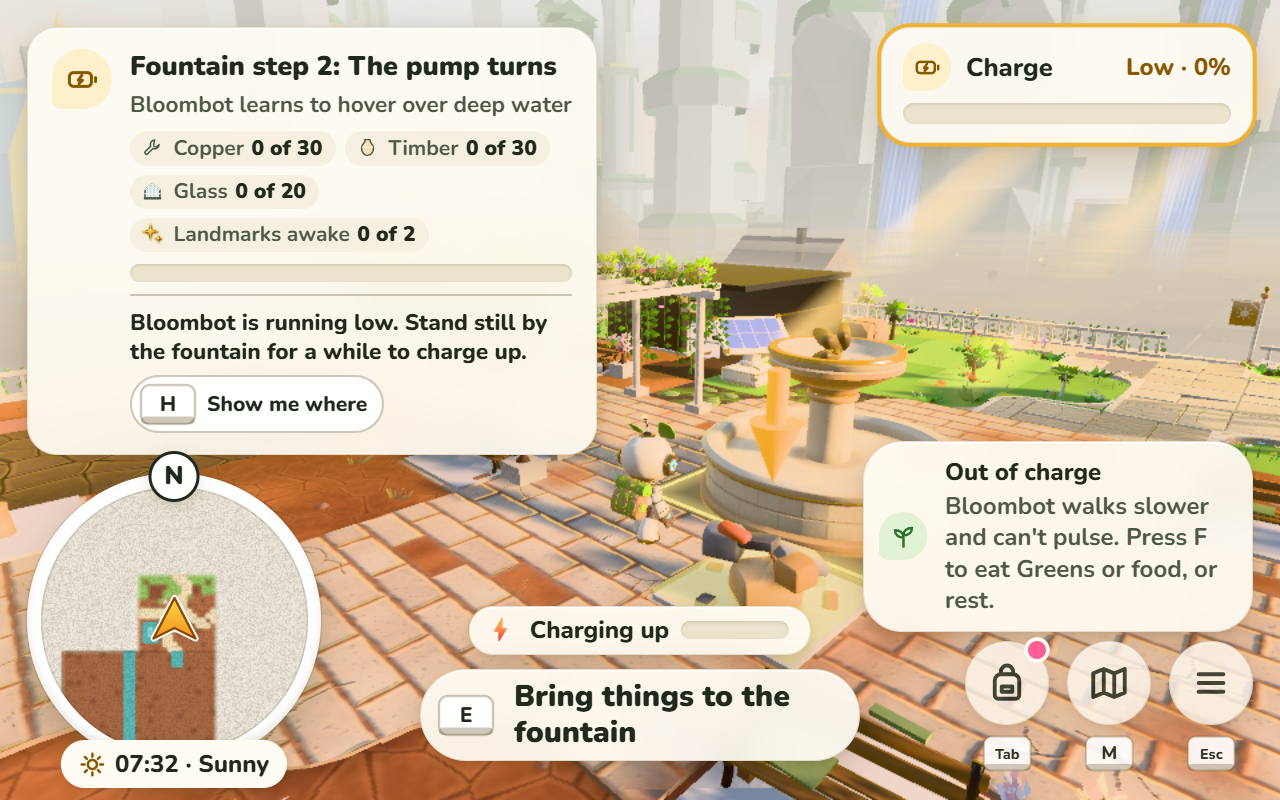 Fountain step 2: The pump turns
Bloombot learns to hover over deep water
Copper 0 of 30
Timber 0 of 30
Glass 0 of 20
Landmarks awake 0 of 2
Bloombot is running low. Stand still by
the fountain for a while to charge up.
H Show me where
Charge Low · 0%
N
07:32 · Sunny
Out of charge
Bloombot walks slower
and can't pulse. Press F
to eat Greens or food, or
rest.
Charging up
E Bring things to the
fountain
Tab
M
Esc